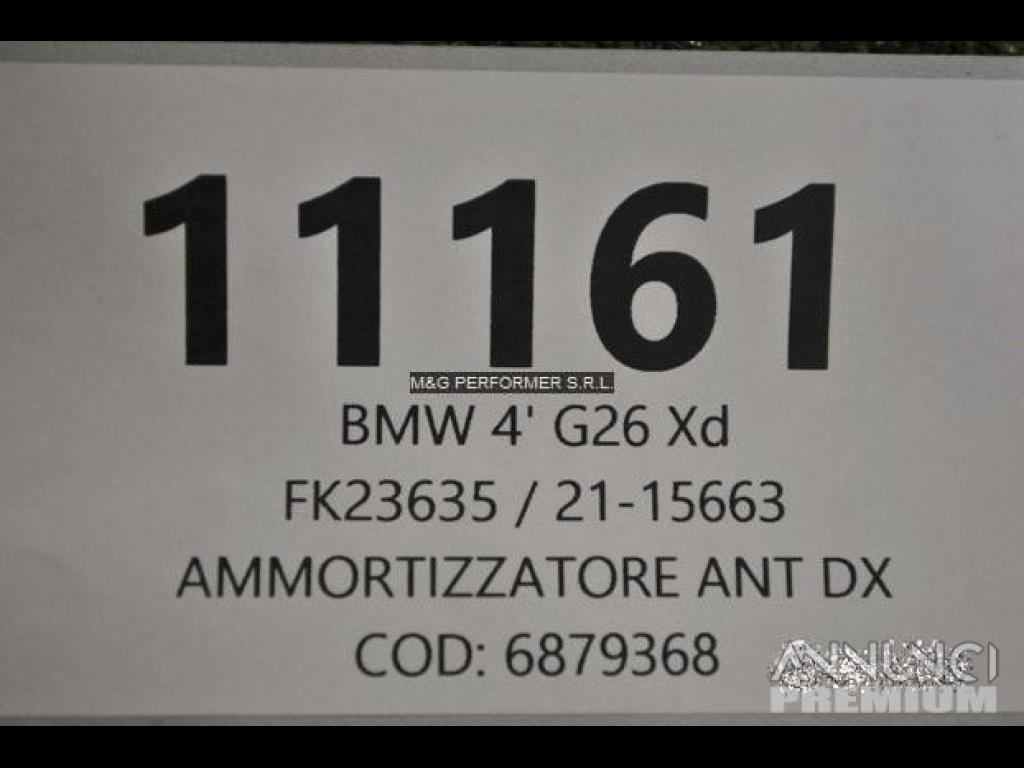 11161
M&G PERFORMER S.R.L.
BMW 4' G26 Xd
FK23635 / 21-15663
AMMORTIZZATORE ANT DX
COD: 6879368
ANNUNCI
PREMIUM